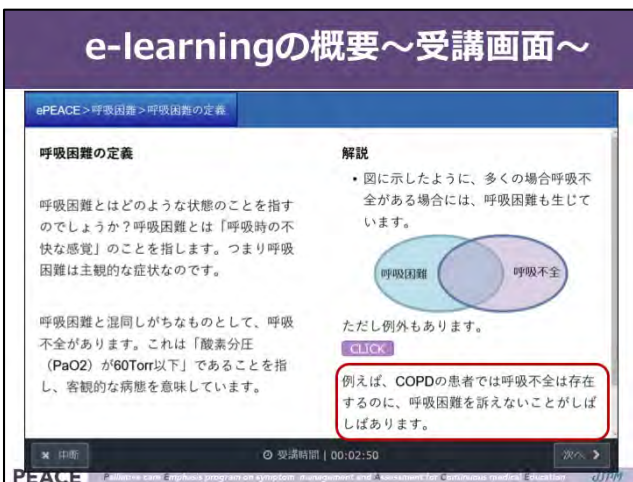 e-learningの概要～受講画面～
ePEACE>呼吸困難>呼吸困難の定義
呼吸困難の定義
呼吸困難とはどのような状態のことを指す
のでしょうか？呼吸困難とは「呼吸時の不
快な感覚」のことを指します。つまり呼吸
困難は主観的な症状なのです。
呼吸困難と混同しがちなものとして、呼吸
不全があります。これは「酸素分圧
（PaO2）が60Torr以下」であることを指
し、客観的な病態を意味しています。
解説
• 図に示したように、多くの場合呼吸不
全がある場合には、呼吸困難も生じて
います。
呼吸困難
呼吸不全
ただし例外もあります。
CLICK
例えば、COPDの患者では呼吸不全は存在
するのに、呼吸困難を訴えないことがしば
しばあります。
× 中断
受講時間 | 00:02:50
次へ ❯
PEACE Palliative care Emphasis program on symptom management and Assessment for Continuous medical Education JSPM